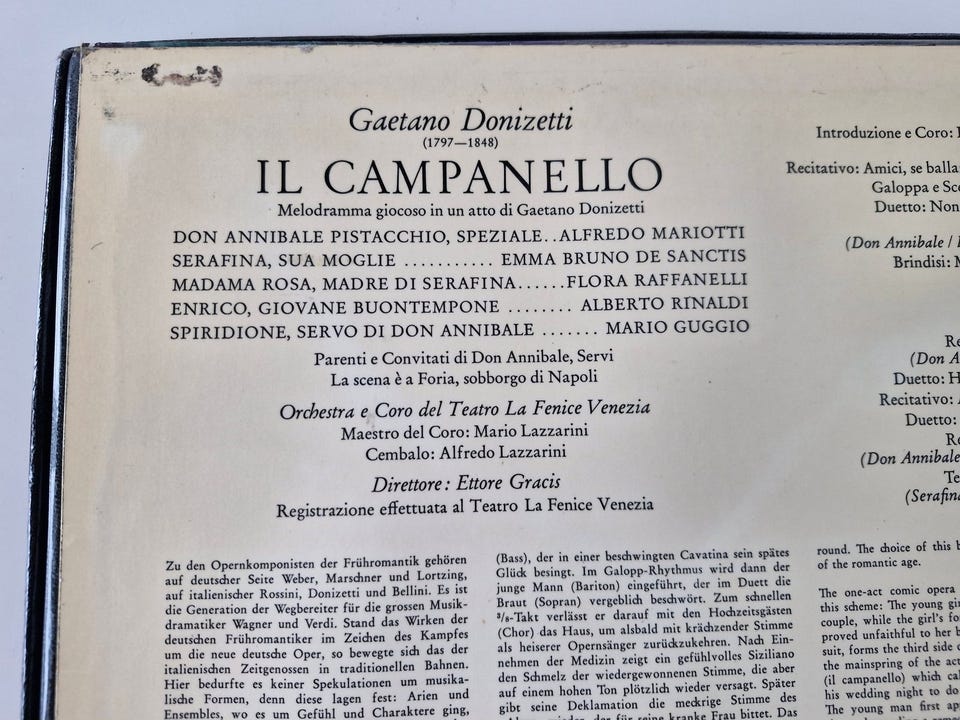 Gaetano Donizetti
(1797—1848)
IL CAMPANELLO
Melodramma giocoso in un atto di Gaetano Donizetti
DON ANNIBALE PISTACCHIO, SPEZIALE..ALFREDO MARIOTTI
SERAFINA, SUA MOGLIE ........... EMMA BRUNO DE SANCTIS
MADAMA ROSA, MADRE DI SERAFINA......FLORA RAFFANELLI
ENRICO, GIOVANE BUONTEMPONE ........ ALBERTO RINALDI
SPIRIDIONE, SERVO DI DON ANNIBALE ....... MARIO GUGGIO
Parenti e Convitati di Don Annibale, Servi
La scena è a Foria, sobborgo di Napoli
Orchestra e Coro del Teatro La Fenice Venezia
Maestro del Coro: Mario Lazzarini
Cembalo: Alfredo Lazzarini
Direttore: Ettore Gracis
Registrazione effettuata al Teatro La Fenice Venezia
Introduzione e Coro:
Recitativo: Amici, se balla
Galoppa e
Duetto: Non
(Don Annibale /
Brindisi:
(Don
Duetto:
Recitativo:
Duetto:
(Don Annibale
(Serafina
Zu den Opernkomponisten der Frühromantik gehören
auf deutscher Seite Weber, Marschner und Lortzing,
auf italienischer Rossini, Donizetti und Bellini. Es ist
die Generation der Wegbereiter für die grossen Musik-
dramatiker Wagner und Verdi. Stand das Wirken der
deutschen Frühromantiker im Zeichen des Kampfes
um die neue deutsche Oper, so bewegte sich das der
italienischen Zeitgenossen in traditionellen Bahnen.
Hier bedurfte es keiner Spekulationen um musika-
lische Formen, denn diese lagen fest: Arien und
Ensembles, wo es um Gefühl und Charaktere ging,
(Bass), der in einer beschwingten Cavatina sein spätes
Glück besingt. Im Galopp-Rhythmus wird dann der
junge Mann (Bariton) eingeführt, der im Duett die
Braut (Sopran) vergeblich beschwört. Zum schnellen
3/8-Takt verlässt er darauf mit den Hochzeitsgästen
(Chor) das Haus, um alsbald mit krächzender Stimme
als heiserer Opernsänger zurückzukehren. Nach Ein-
nehmen der Medizin zeigt ein gefühlvolles Siziliano
den Schmelz der wiedergewonnenen Stimme, die aber
auf einem hohen Ton plötzlich wieder versagt. Später
gibt seine Deklamation die meckrige Stimme des
der für seine kranke Frau bittet. Das
round. The choice of this
of the romantic age.
The one-act comic opera
this scheme: The young
couple, while the girl's
proved unfaithful to her
suit, forms the third side
the mainspring of the
(il campanello) which
his wedding night to do
The young man first